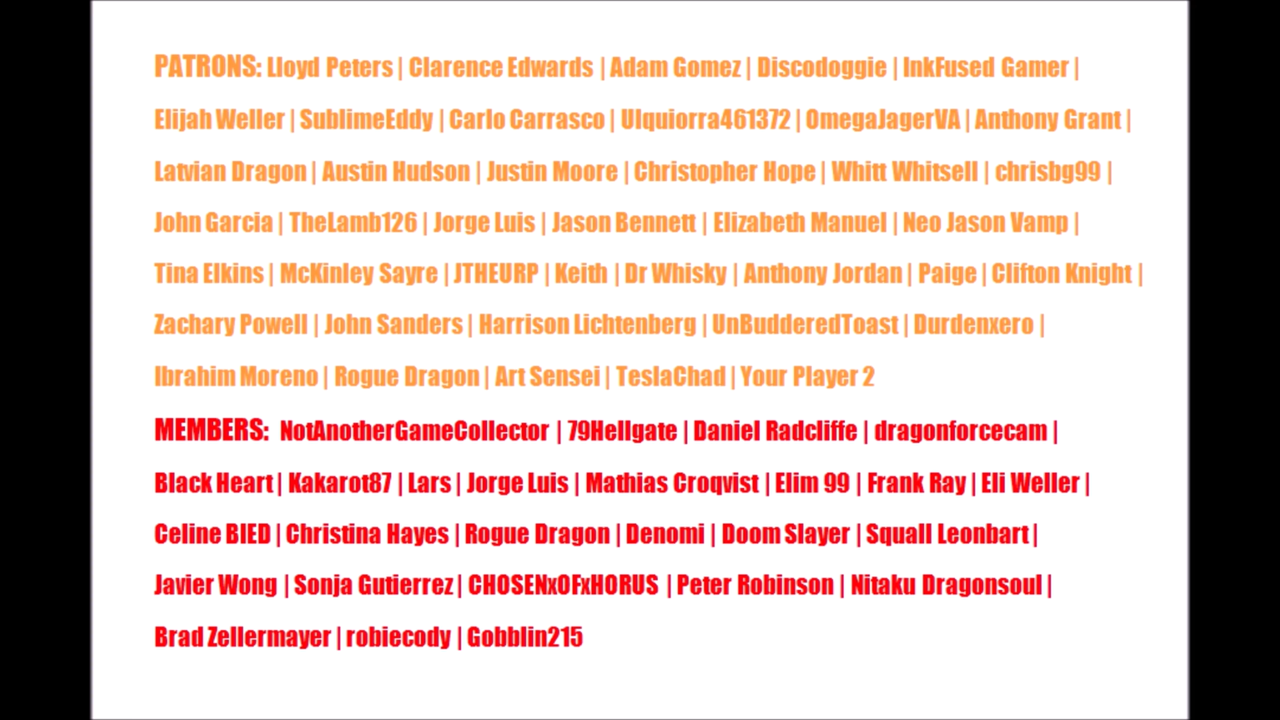 PATRONS: Lloyd Peters | Clarence Edwards | Adam Gomez | Discodoggie | InkFused Gamer |
Elijah Weller | SublimeEddy | Carlo Carrasco | Ulquiorra461372 | OmegaJagerVA | Anthony Grant |
Latvian Dragon | Austin Hudson | Justin Moore | Christopher Hope | Whitt Whitsell | chrisbg99 |
John Garcia | TheLamb126 | Jorge Luis | Jason Bennett | Elizabeth Manuel | Neo Jason Vamp |
Tina Elkins | McKinley Sayre | JTHEURP | Keith | Dr Whisky | Anthony Jordan | Paige | Clifton Knight |
Zachary Powell | John Sanders | Harrison Lichtenberg | UnBudderedToast | Durdenxero |
Ibrahim Moreno | Rogue Dragon | Art Sensei | TeslaChad | Your Player 2
MEMBERS: NotAnotherGameCollector | 79Hellgate | Daniel Radcliffe | dragonforcecam |
Black Heart | Kakarot87 | Lars | Jorge Luis | Mathias Croqvist | Elim 99 | Frank Ray | Eli Weller |
Celine BIED | Christina Hayes | Rogue Dragon | Denomi | Doom Slayer | Squall Leonbart |
Javier Wong | Sonja Gutierrez | CHOSENxOFxHORUS | Peter Robinson | Nitaku Dragonsoul |
Brad Zellermayer | robiecody | Gobblin215